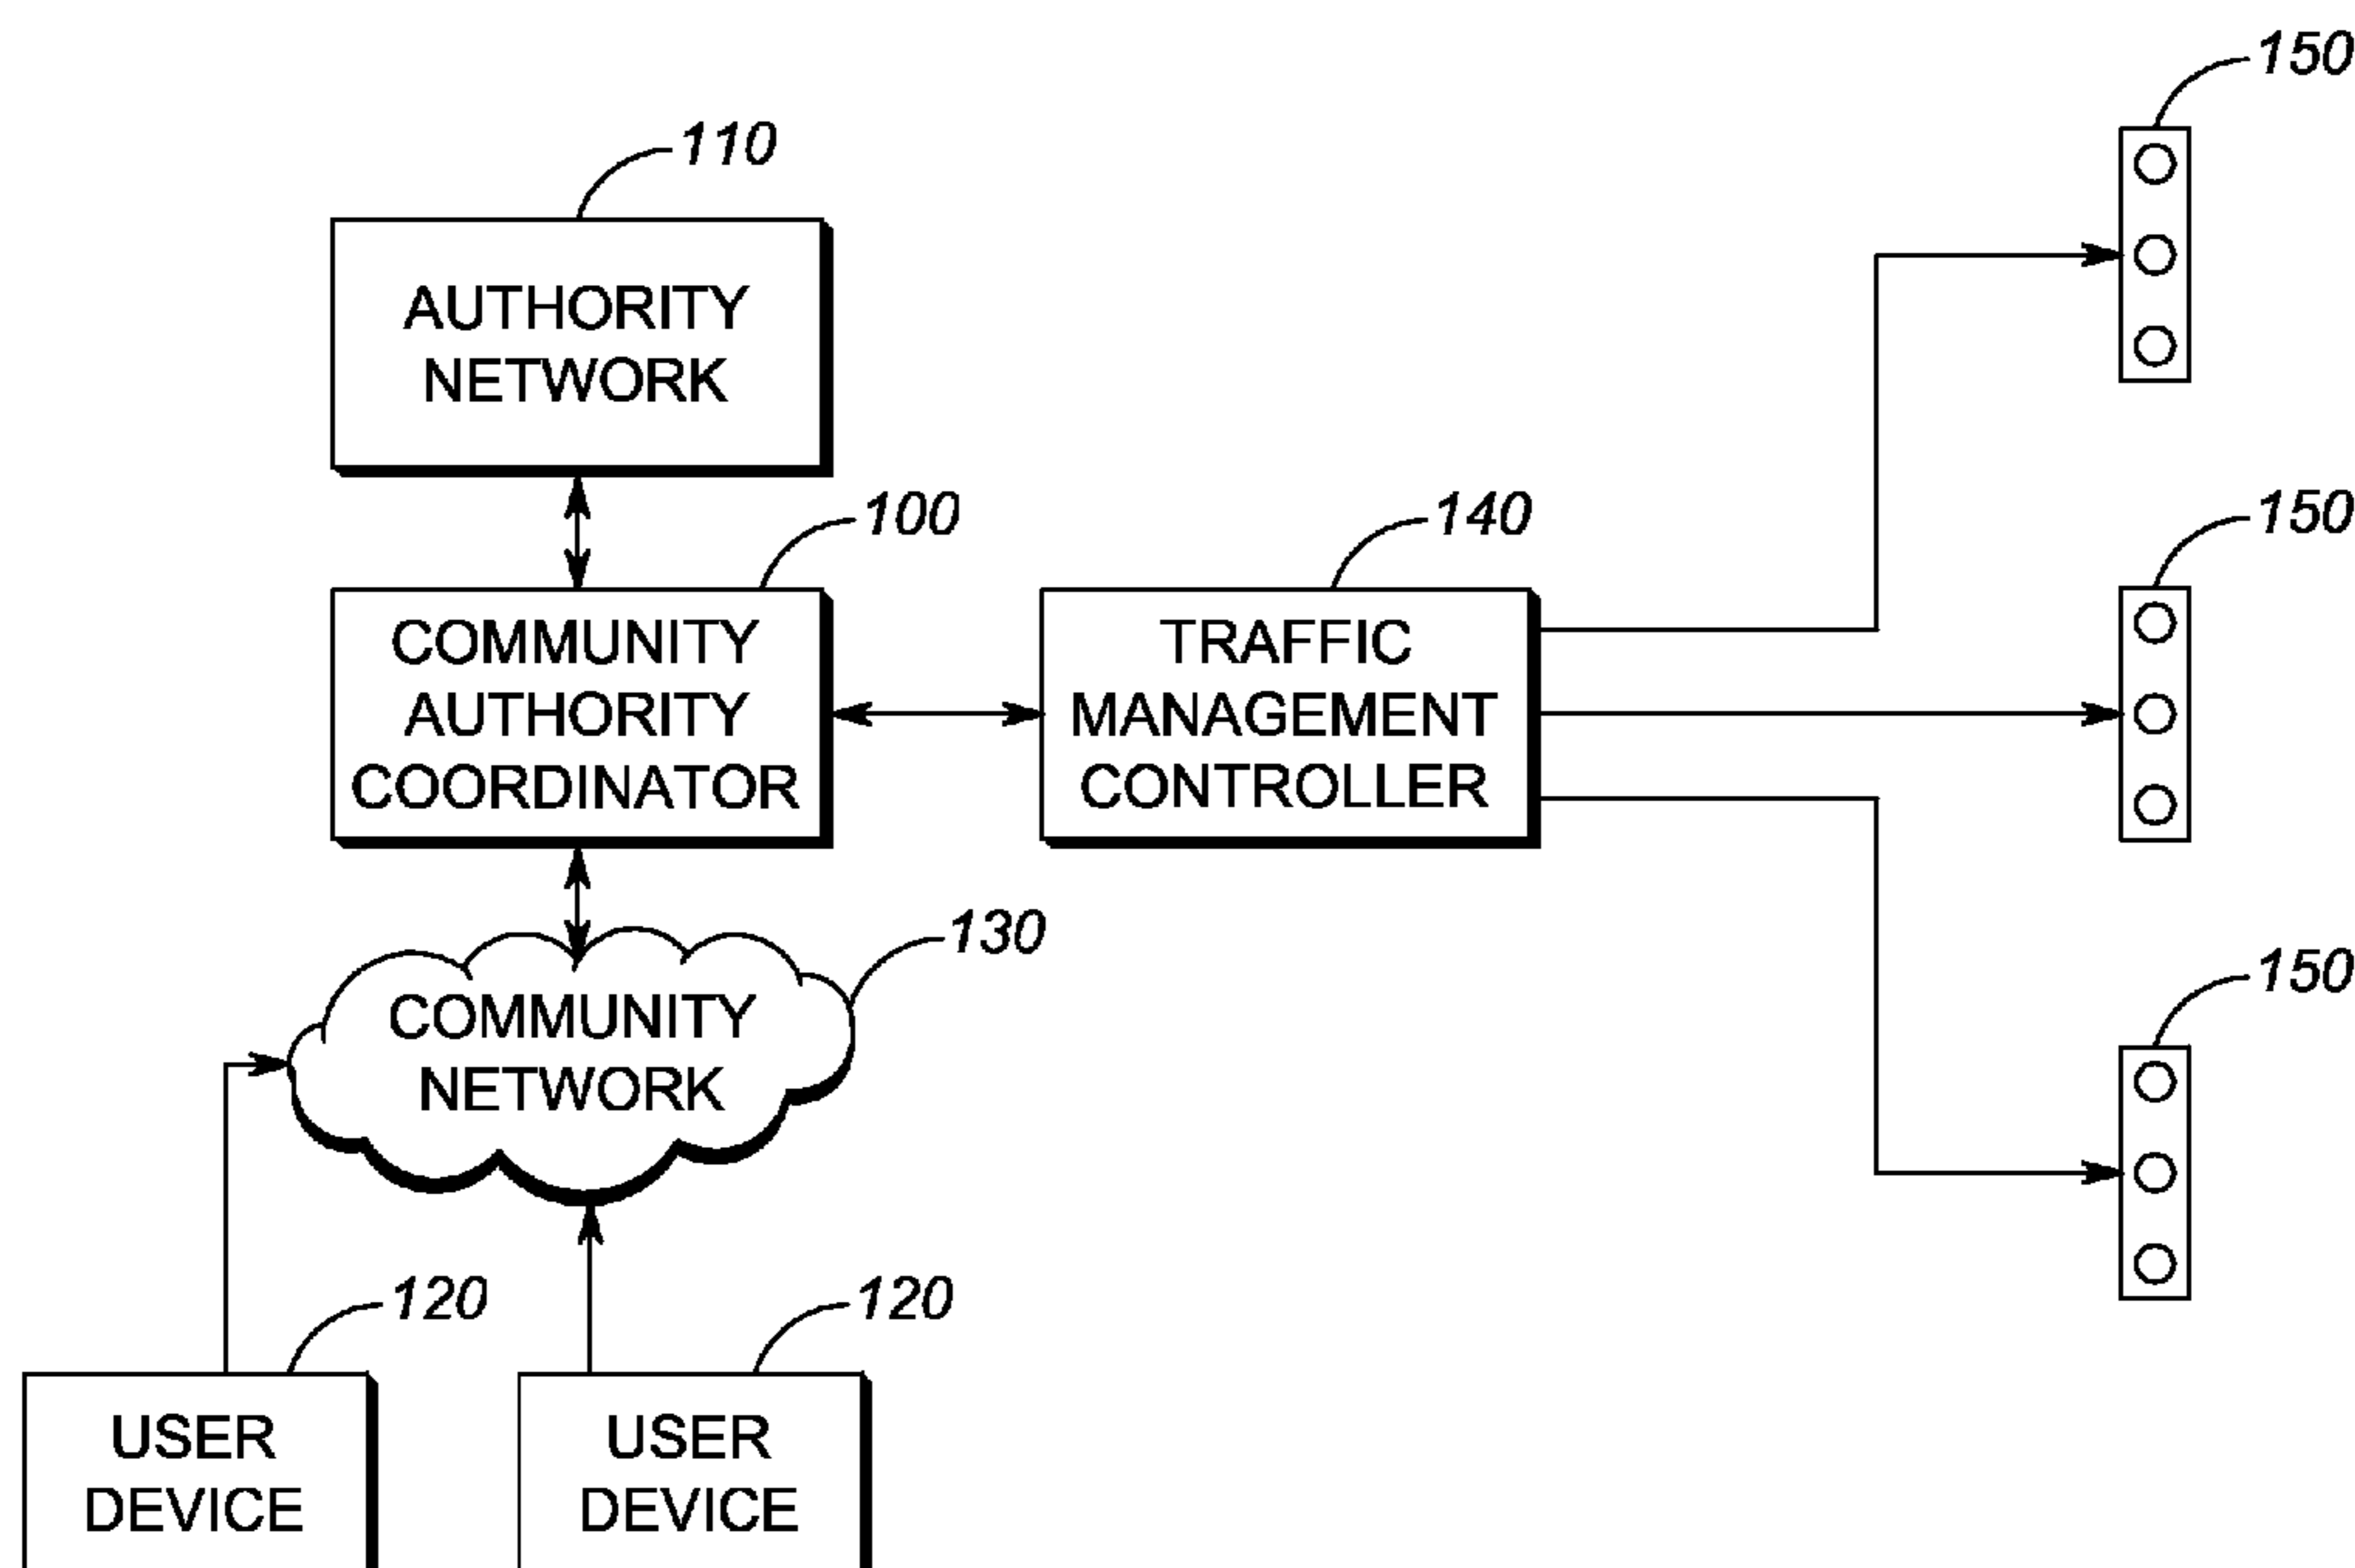 150
110
AUTHORITY
NETWORK
100
140
150
COMMUNITY
AUTHORITY
COORDINATOR
TRAFFIC
MANAGEMENT
CONTROLLER
130
COMMUNITY
NETWORK
150
120
120
USER
DEVICE
USER
DEVICE